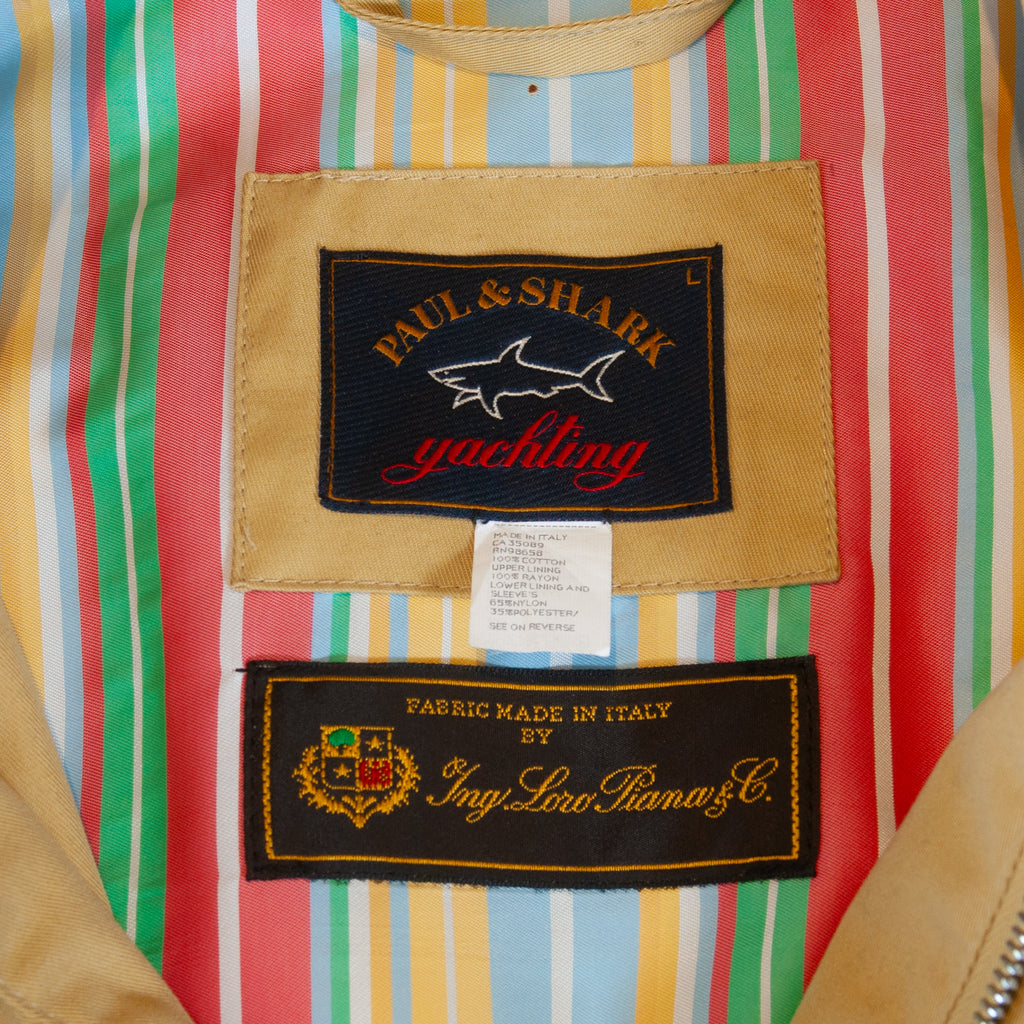 L
PAUL & SHARK
yachting
MADE IN ITALY
CA 35089
RN98658
100% COTTON
UPPER LINING
100% RAYON
LOWER LINING AND
SLEEVE'S
65%NYLON
35%POLYESTER/
SEE ON REVERSE
FABRIC MADE IN ITALY
BY
Ing Loro Piana & C.